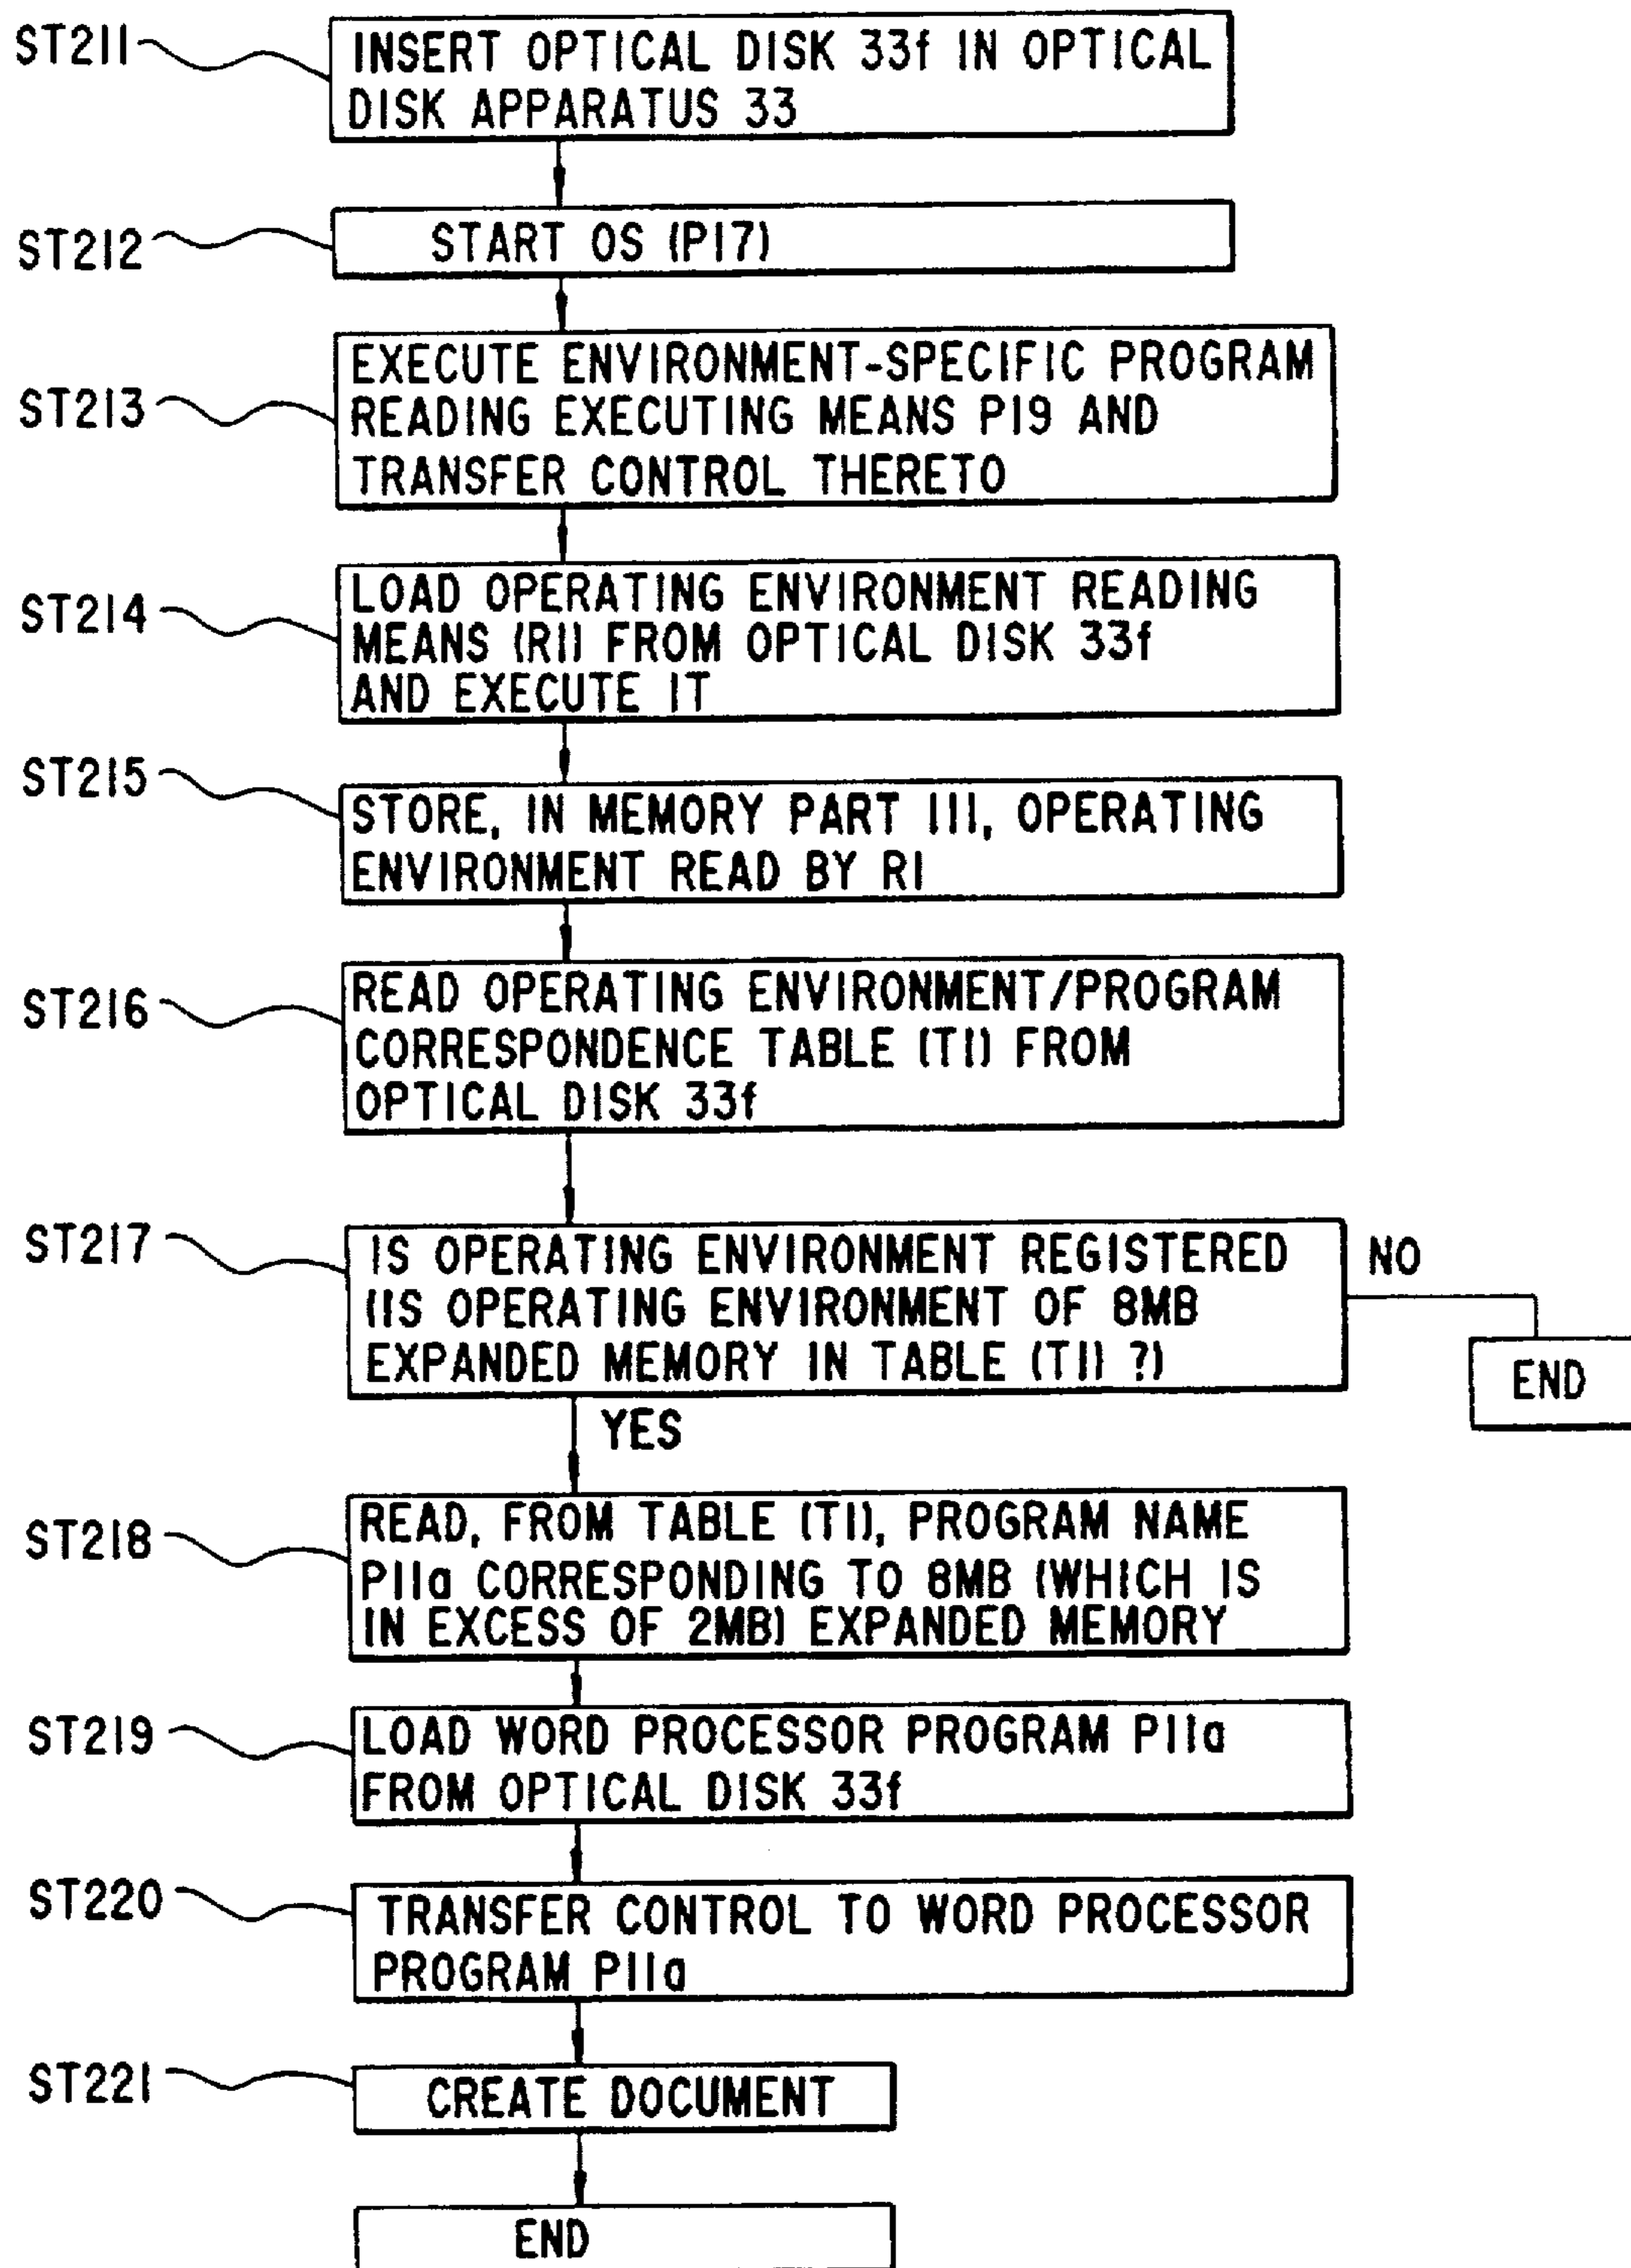 ST211
INSERT OPTICAL DISK 33f IN OPTICAL
DISK APPARATUS 33
ST212
START OS (P17)
ST213
EXECUTE ENVIRONMENT-SPECIFIC PROGRAM
READING EXECUTING MEANS P19 AND
TRANSFER CONTROL THERETO
ST214
LOAD OPERATING ENVIRONMENT READING
MEANS (R1) FROM OPTICAL DISK 33f
AND EXECUTE IT
ST215
STORE, IN MEMORY PART 111, OPERATING
ENVIRONMENT READ BY R1
ST216
READ OPERATING ENVIRONMENT/PROGRAM
CORRESPONDENCE TABLE (T1) FROM
OPTICAL DISK 33f
ST217
IS OPERATING ENVIRONMENT REGISTERED
(IS OPERATING ENVIRONMENT OF 8MB
EXPANDED MEMORY IN TABLE (T1) ?)
NO
END
YES
ST218
READ, FROM TABLE (T1), PROGRAM NAME
P11a CORRESPONDING TO 8MB (WHICH IS
IN EXCESS OF 2MB) EXPANDED MEMORY
ST219
LOAD WORD PROCESSOR PROGRAM P11a
FROM OPTICAL DISK 33f
ST220
TRANSFER CONTROL TO WORD PROCESSOR
PROGRAM P11a
ST221
CREATE DOCUMENT
END